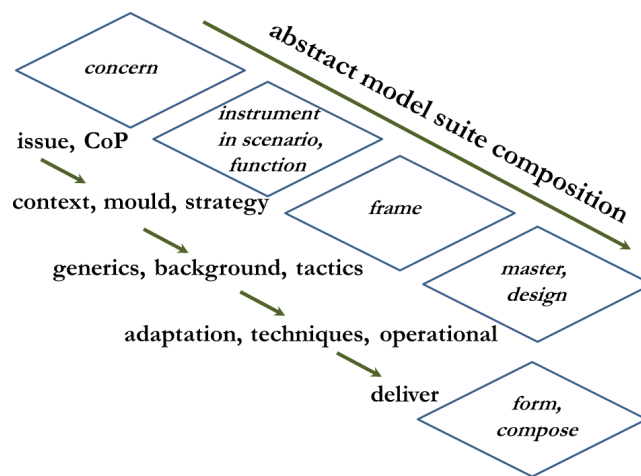 abstract model suite composition
concern
instrument
in scenario,
function
issue, CoP
context, mould, strategy
frame
generics, background, tactics
master,
design
adaptation, techniques, operational
deliver
form,
compose